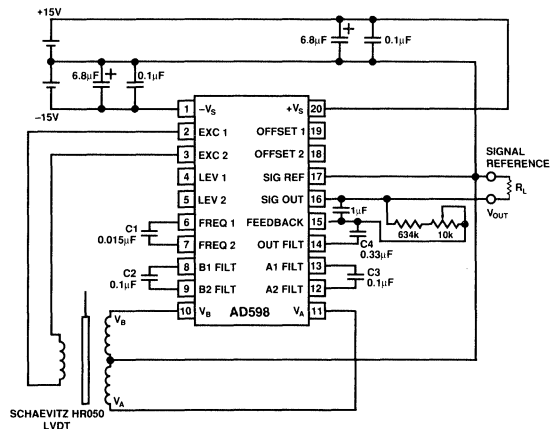 +15V
6.8μF + 0.1μF
6.8μF + 0.1μF
–15V
1 –VS +VS 20
2 EXC 1 OFFSET 1 19
3 EXC 2 OFFSET 2 18
SIGNAL
REFERENCE
4 LEV 1 SIG REF 17
RL
5 LEV 2 SIG OUT 16
VOUT
1μF
C1
0.015μF
6 FREQ 1 FEEDBACK 15
634k 10k
7 FREQ 2 OUT FILT 14
C4
0.33μF
C2
0.1μF
8 B1 FILT A1 FILT 13
C3
0.1μF
9 B2 FILT A2 FILT 12
10 VB VA 11
AD598
VB
VA
SCHAEVITZ HR050
LVDT